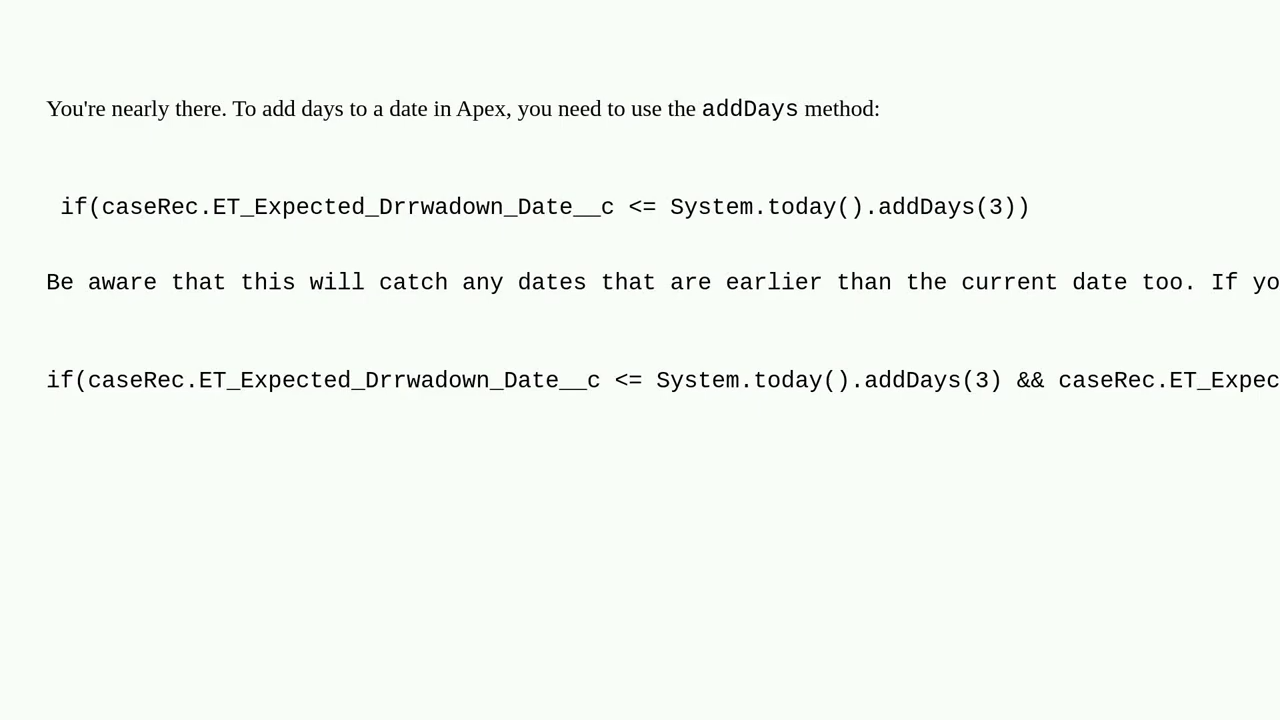 You're nearly there. To add days to a date in Apex, you need to use the addDays method:
if(caseRec.ET_Expected_Drrwadown_Date__c <= System.today().addDays(3))
Be aware that this will catch any dates that are earlier than the current date too. If
if(caseRec.ET_Expected_Drrwadown_Date__c <= System.today().addDays(3) && caseRec.ET_Expec